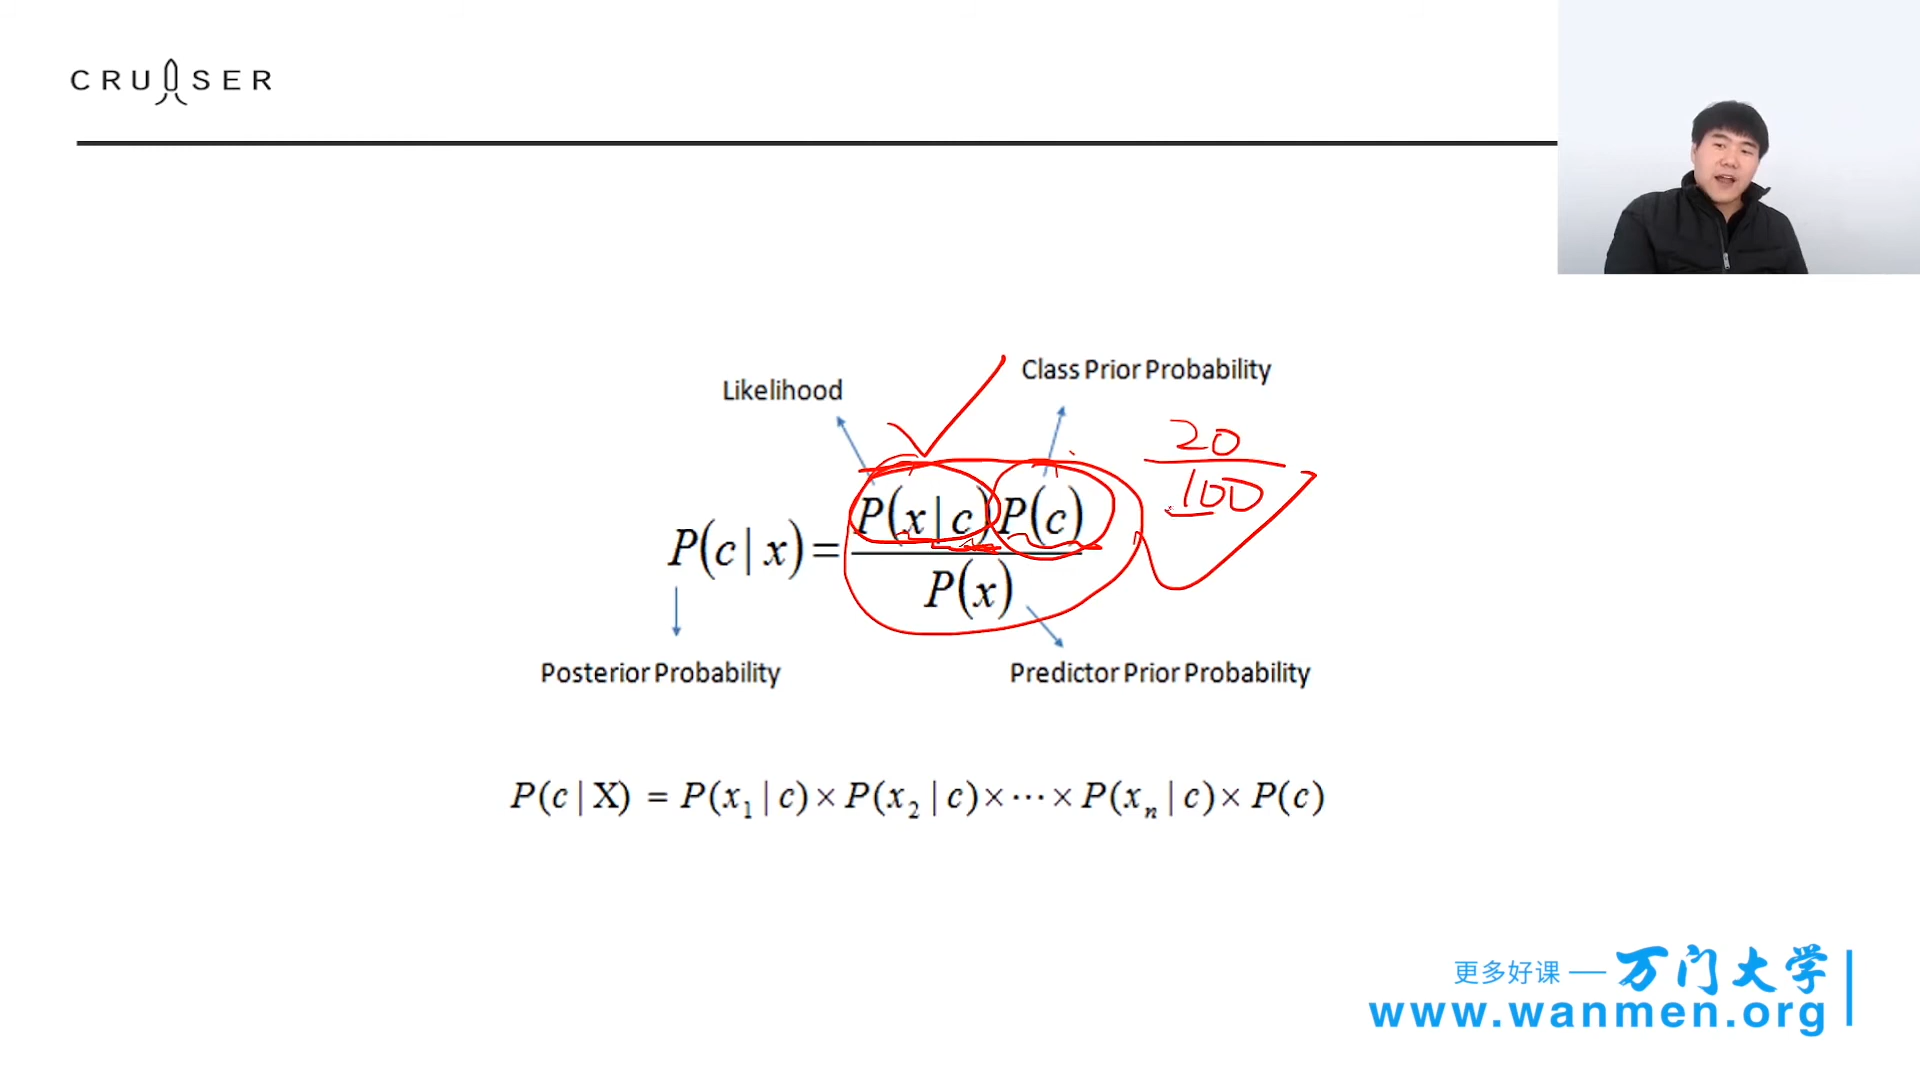 CRUISER
Likelihood
Class Prior Probability
20
100
P(c|x)=P(x|c)P(c)
P(x)
Posterior Probability
Predictor Prior Probability
P(c|X) = P(x₁|c)×P(x₂|c)×···×P(xₙ|c)×P(c)
更多好课 — 万门大学
www.wanmen.org